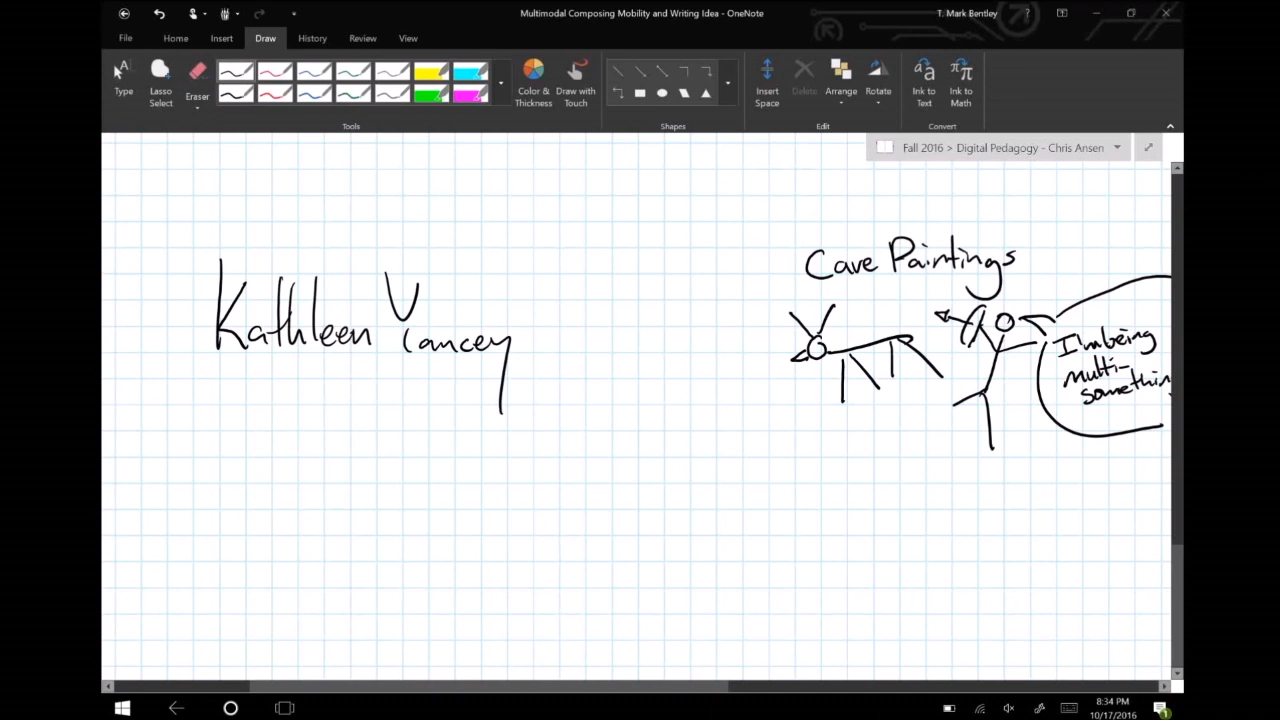 Multimodal Composing Mobility and Writing Idea - OneNote
T. Mark Bentley
?
File
Home
Insert
Draw
History
Review
View
Type
Lasso Select
Eraser
Color & Thickness
Draw with Touch
Insert Space
Delete
Arrange
Rotate
Ink to Text
Ink to Math
Tools
Shapes
Edit
Convert
Fall 2016 > Digital Pedagogy - Chris Ansen
Kathleen Yancey
Cave Paintings
I'm being
multi-
somethin
8:34 PM
10/17/2016
1